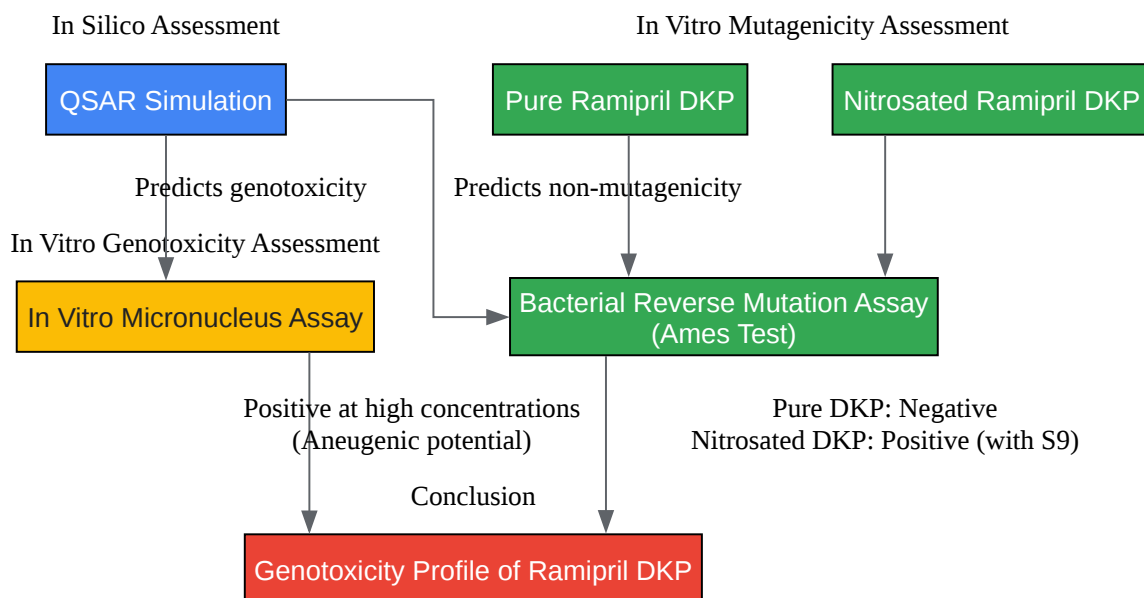 In Silico Assessment
In Vitro Mutagenicity Assessment
QSAR Simulation
Pure Ramipril DKP
Nitrosated Ramipril DKP
Predicts genotoxicity
Predicts non-mutagenicity
In Vitro Genotoxicity Assessment
In Vitro Micronucleus Assay
Bacterial Reverse Mutation Assay
(Ames Test)
Positive at high concentrations
(Aneugenic potential)
Pure DKP: Negative
Nitrosated DKP: Positive (with S9)
Conclusion
Genotoxicity Profile of Ramipril DKP